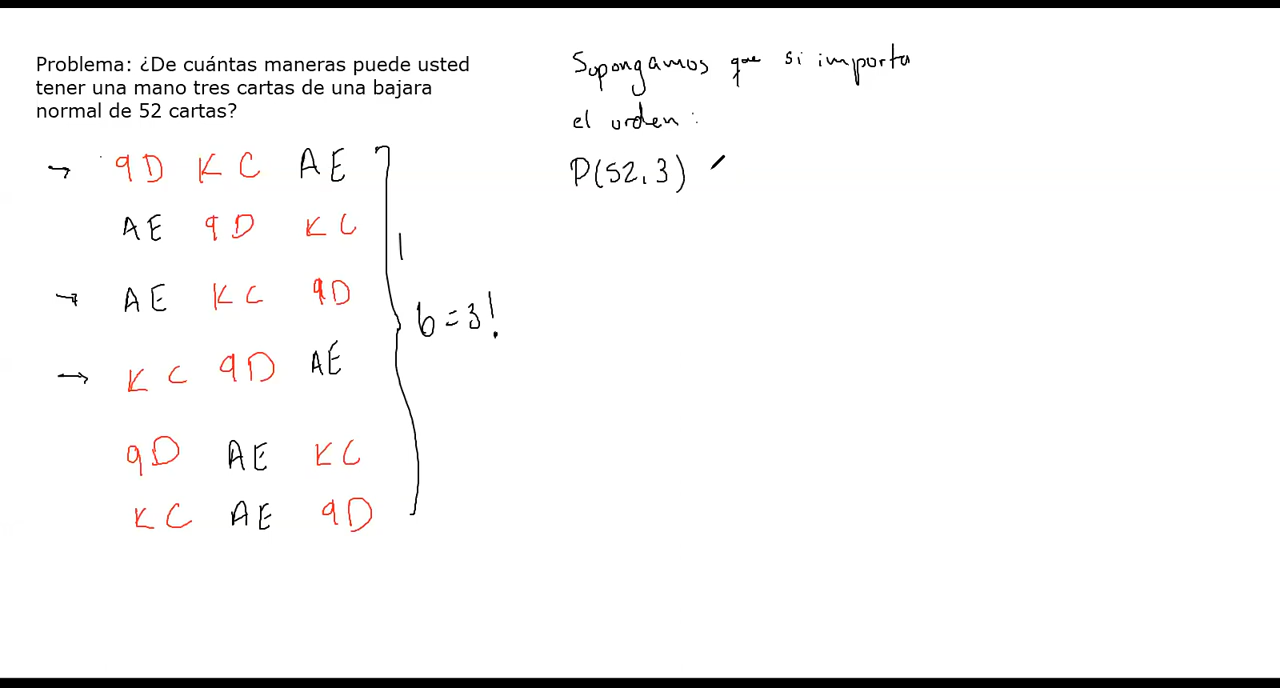 Problema: ¿De cuántas maneras puede usted
tener una mano tres cartas de una bajara
normal de 52 cartas?
9D KC AE
AE 9D KC
AE KC 9D
KC 9D AE
9D AE KC
KC AE 9D
1
6=3!
Supongamos que si importa
el orden:
P(52,3)